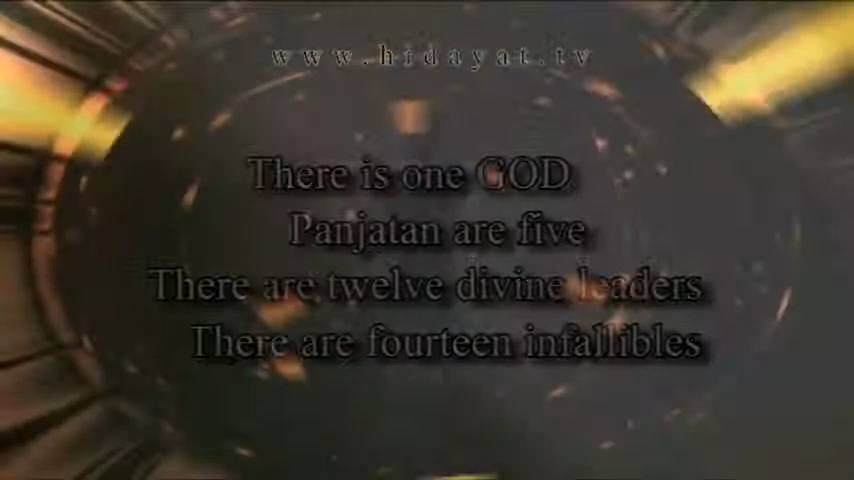 www.hidayat.tv
There is one GOD
Panjatan are five
There are twelve divine leaders
There are fourteen infallibles